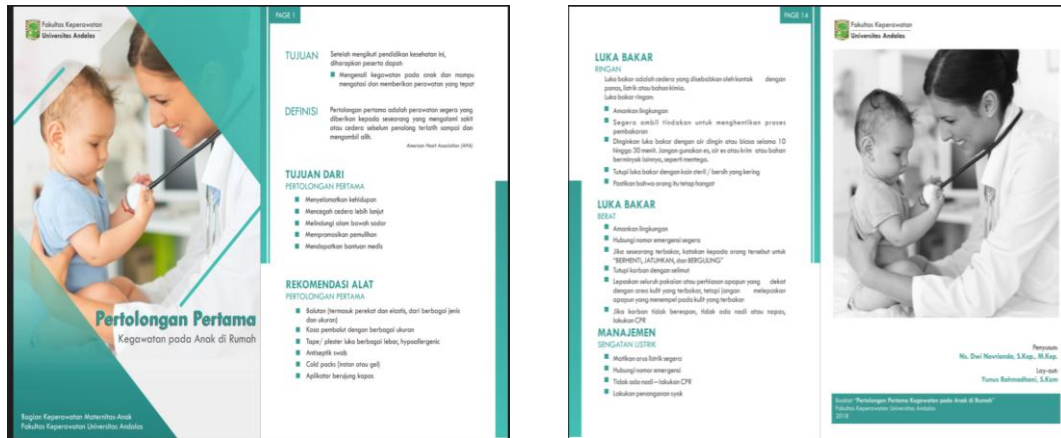 Fakultas Keperawatan
Universitas Andalas
Pertolongan Pertama
Kegawatan pada Anak di Rumah
Bagian Keperawatan Maternitas-Anak
Fakultas Keperawatan Universitas Andalas
PAGE 1
TUJUAN
Setelah mengikuti pendidikan kesehatan ini,
diharapkan peserta dapat:
Mengenali kegawatan pada anak dan mampu
mengatasi dan memberikan perawatan yang tepat
DEFINISI
Pertolongan pertama adalah perawatan segera yang
diberikan kepada seseorang yang mengalami sakit
atau cedera sebelum penolong terlatih sampai dan
mengambil alih.
American Heart Association (AHA)
TUJUAN DARI
PERTOLONGAN PERTAMA
Menyelamatkan kehidupan
Mencegah cedera lebih lanjut
Melindungi alam bawah sadar
Mempromosikan pemulihan
Mendapatkan bantuan medis
REKOMENDASI ALAT
PERTOLONGAN PERTAMA
Balutan (termasuk perekat dan elastis, dari berbagai jenis
dan ukuran)
Kasa pembalut dengan berbagai ukuran
Tape/ plester luka berbagai lebar, hypoallergenic
Antiseptik swab
Cold packs (instan atau gel)
Aplikator berujung kapas
PAGE 14
LUKA BAKAR
RINGAN
Luka bakar adalah cedera yang disebabkan oleh kontak dengan
panas, listrik atau bahan kimia.
Luka bakar ringan:
Amankan lingkungan
Segera ambil tindakan untuk menghentikan proses
pembakaran
Dinginkan luka bakar dengan air dingin atau biasa selama 10
hingga 30 menit. Jangan gunakan es, air es atau krim atau bahan
berminyak lainnya, seperti mentega.
Tutupi luka bakar dengan kain steril / bersih yang kering
Pastikan bahwa orang itu tetap hangat
LUKA BAKAR
BERAT
Amankan lingkungan
Hubungi nomor emergensi segera
Jika seseorang terbakar, katakan kepada orang tersebut untuk
"BERHENTI, JATUHKAN, dan BERGULING"
Tutupi korban dengan selimut
Lepaskan seluruh pakaian atau perhiasan apapun yang dekat
dengan area kulit yang terbakar, tetapi jangan melepaskan
apapun yang menempel pada kulit yang terbakar
Jika korban tidak berespon, tidak ada nadi atau napas,
lakukan CPR
MANAJEMEN
SENGATAN LISTRIK
Matikan arus listrik segera
Hubungi nomor emergensi
Tidak ada nadi – lakukan CPR
Lakukan penanganan syok
Fakultas Keperawatan
Universitas Andalas
Penyusun:
Ns. Dwi Novrianda, S.Kep., M.Kep.
Lay-out:
Yunus Rahmadhani, S.Kom
Booklet "Pertolongan Pertama Kegawatan pada Anak di Rumah"
Fakultas Keperawatan Universitas Andalas
2018